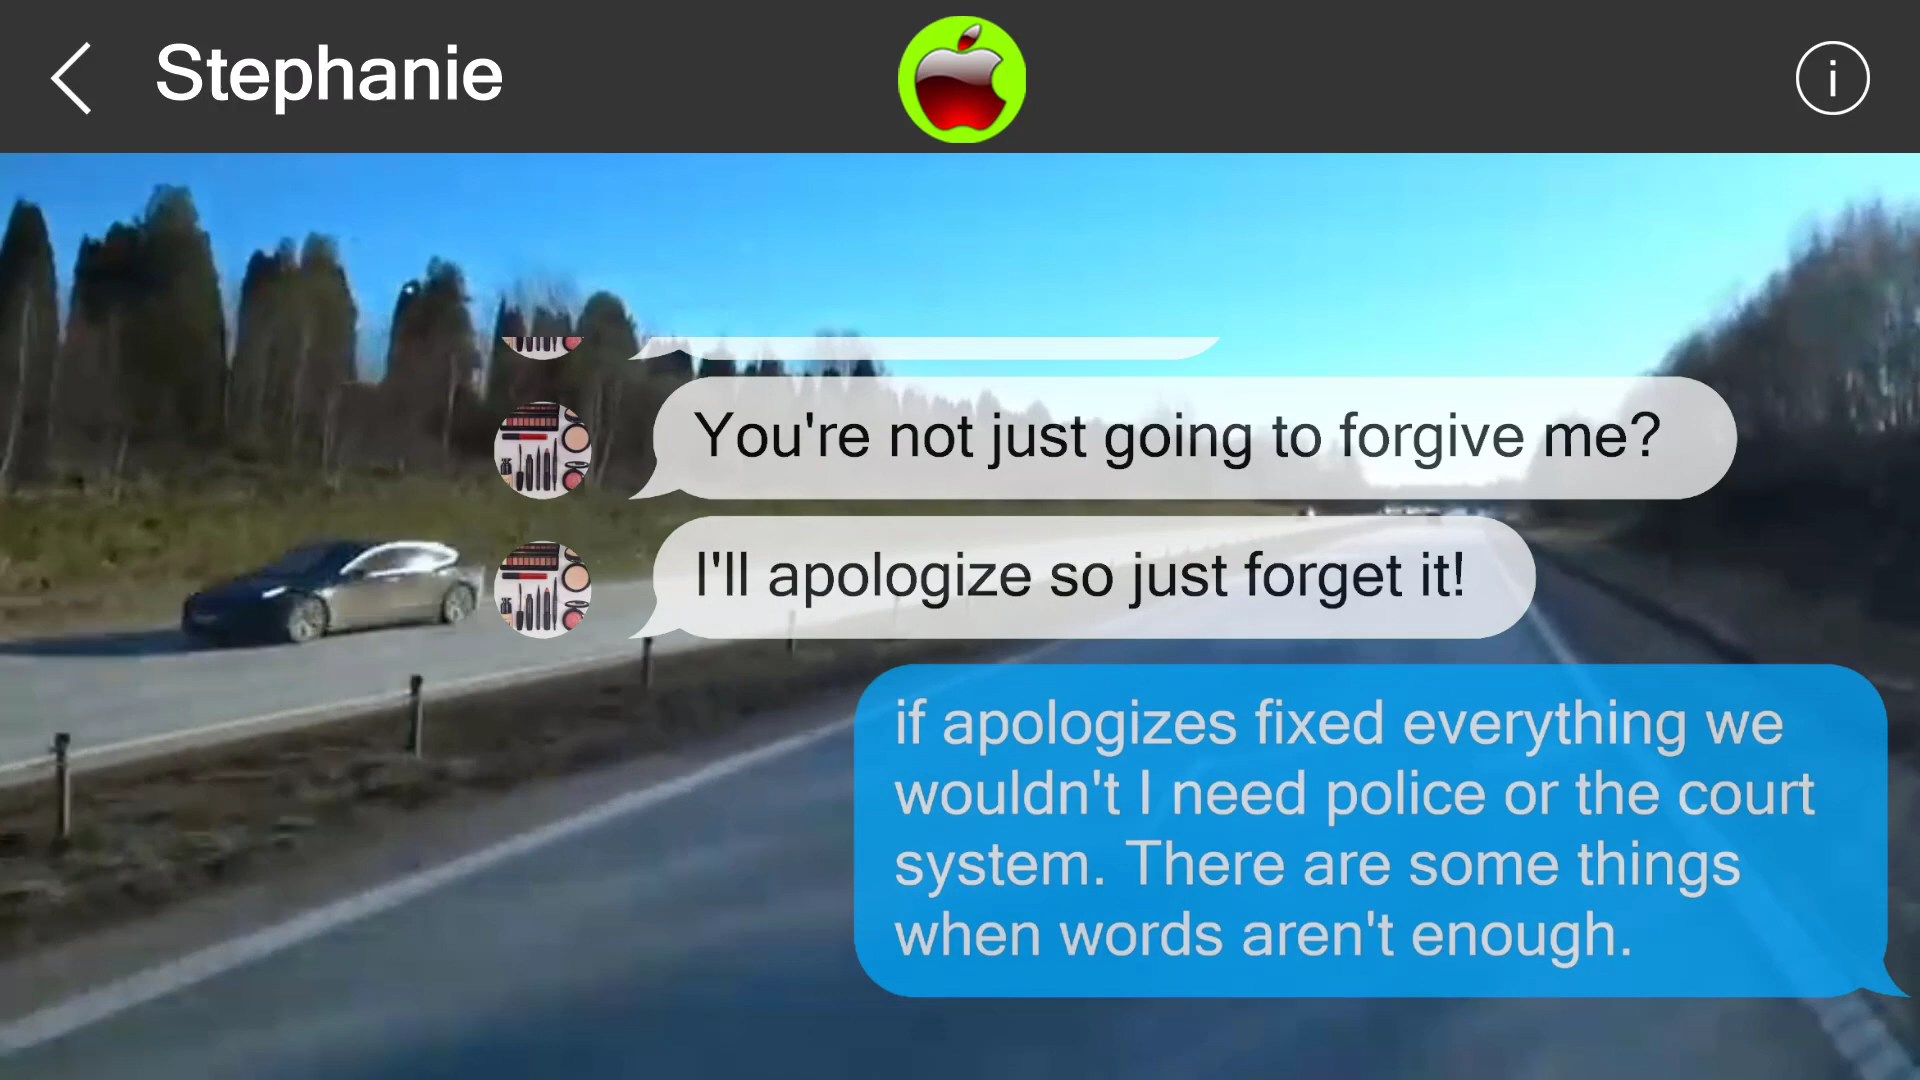 Stephanie
You're not just going to forgive me?
I'll apologize so just forget it!
if apologizes fixed everything we
wouldn't I need police or the court
system. There are some things
when words aren't enough.